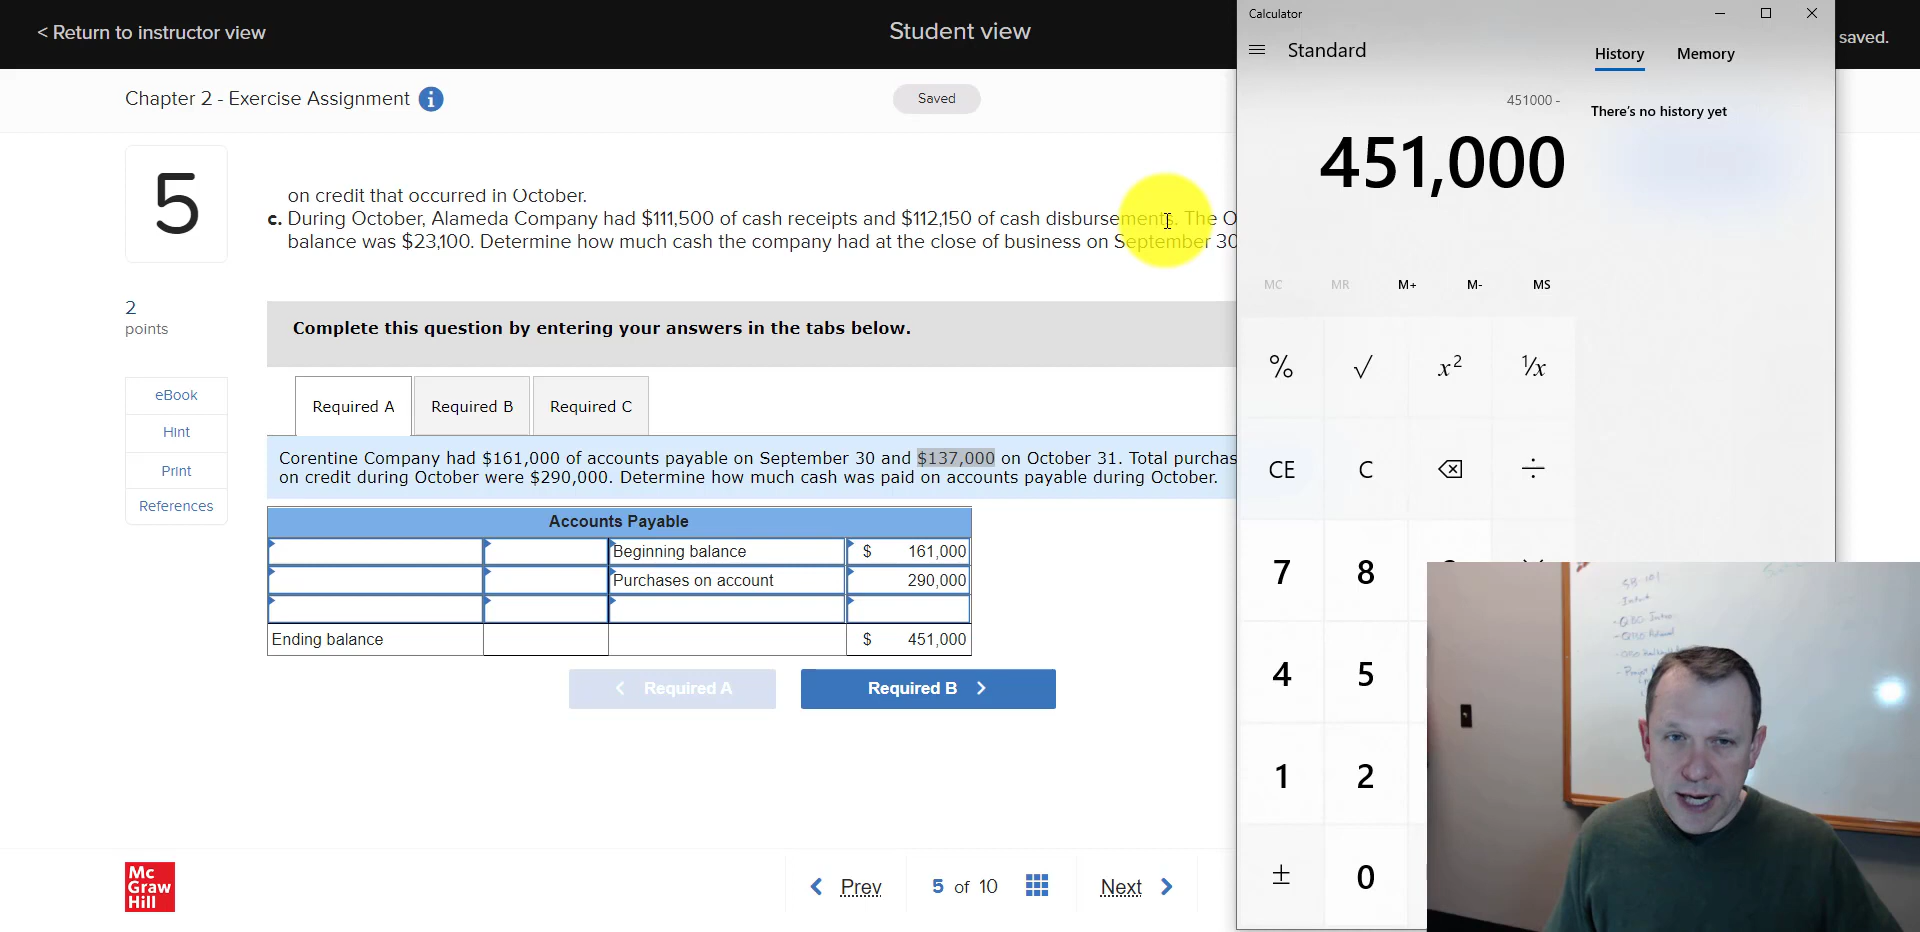 < Return to instructor view
Student view
saved.
Chapter 2 - Exercise Assignment i
Saved
5
2
points
eBook
Hint
Print
References
on credit that occurred in October.
c. During October, Alameda Company had $111,500 of cash receipts and $112,150 of cash disbursements. The O
balance was $23,100. Determine how much cash the company had at the close of business on September 30
Complete this question by entering your answers in the tabs below.
Required A
Required B
Required C
Corentine Company had $161,000 of accounts payable on September 30 and $137,000 on October 31. Total purchas
on credit during October were $290,000. Determine how much cash was paid on accounts payable during October.
Accounts Payable
Beginning balance $ 161,000
Purchases on account 290,000
Ending balance $ 451,000
< Required A
Required B >
Mc
Graw
Hill
< Prev
5 of 10
Next >
Calculator
Standard
History
Memory
There's no history yet
451000 -
451,000
MC MR M+ M- MS
% √ x² ¹/x
CE C ÷
7 8
4 5
1 2
± 0